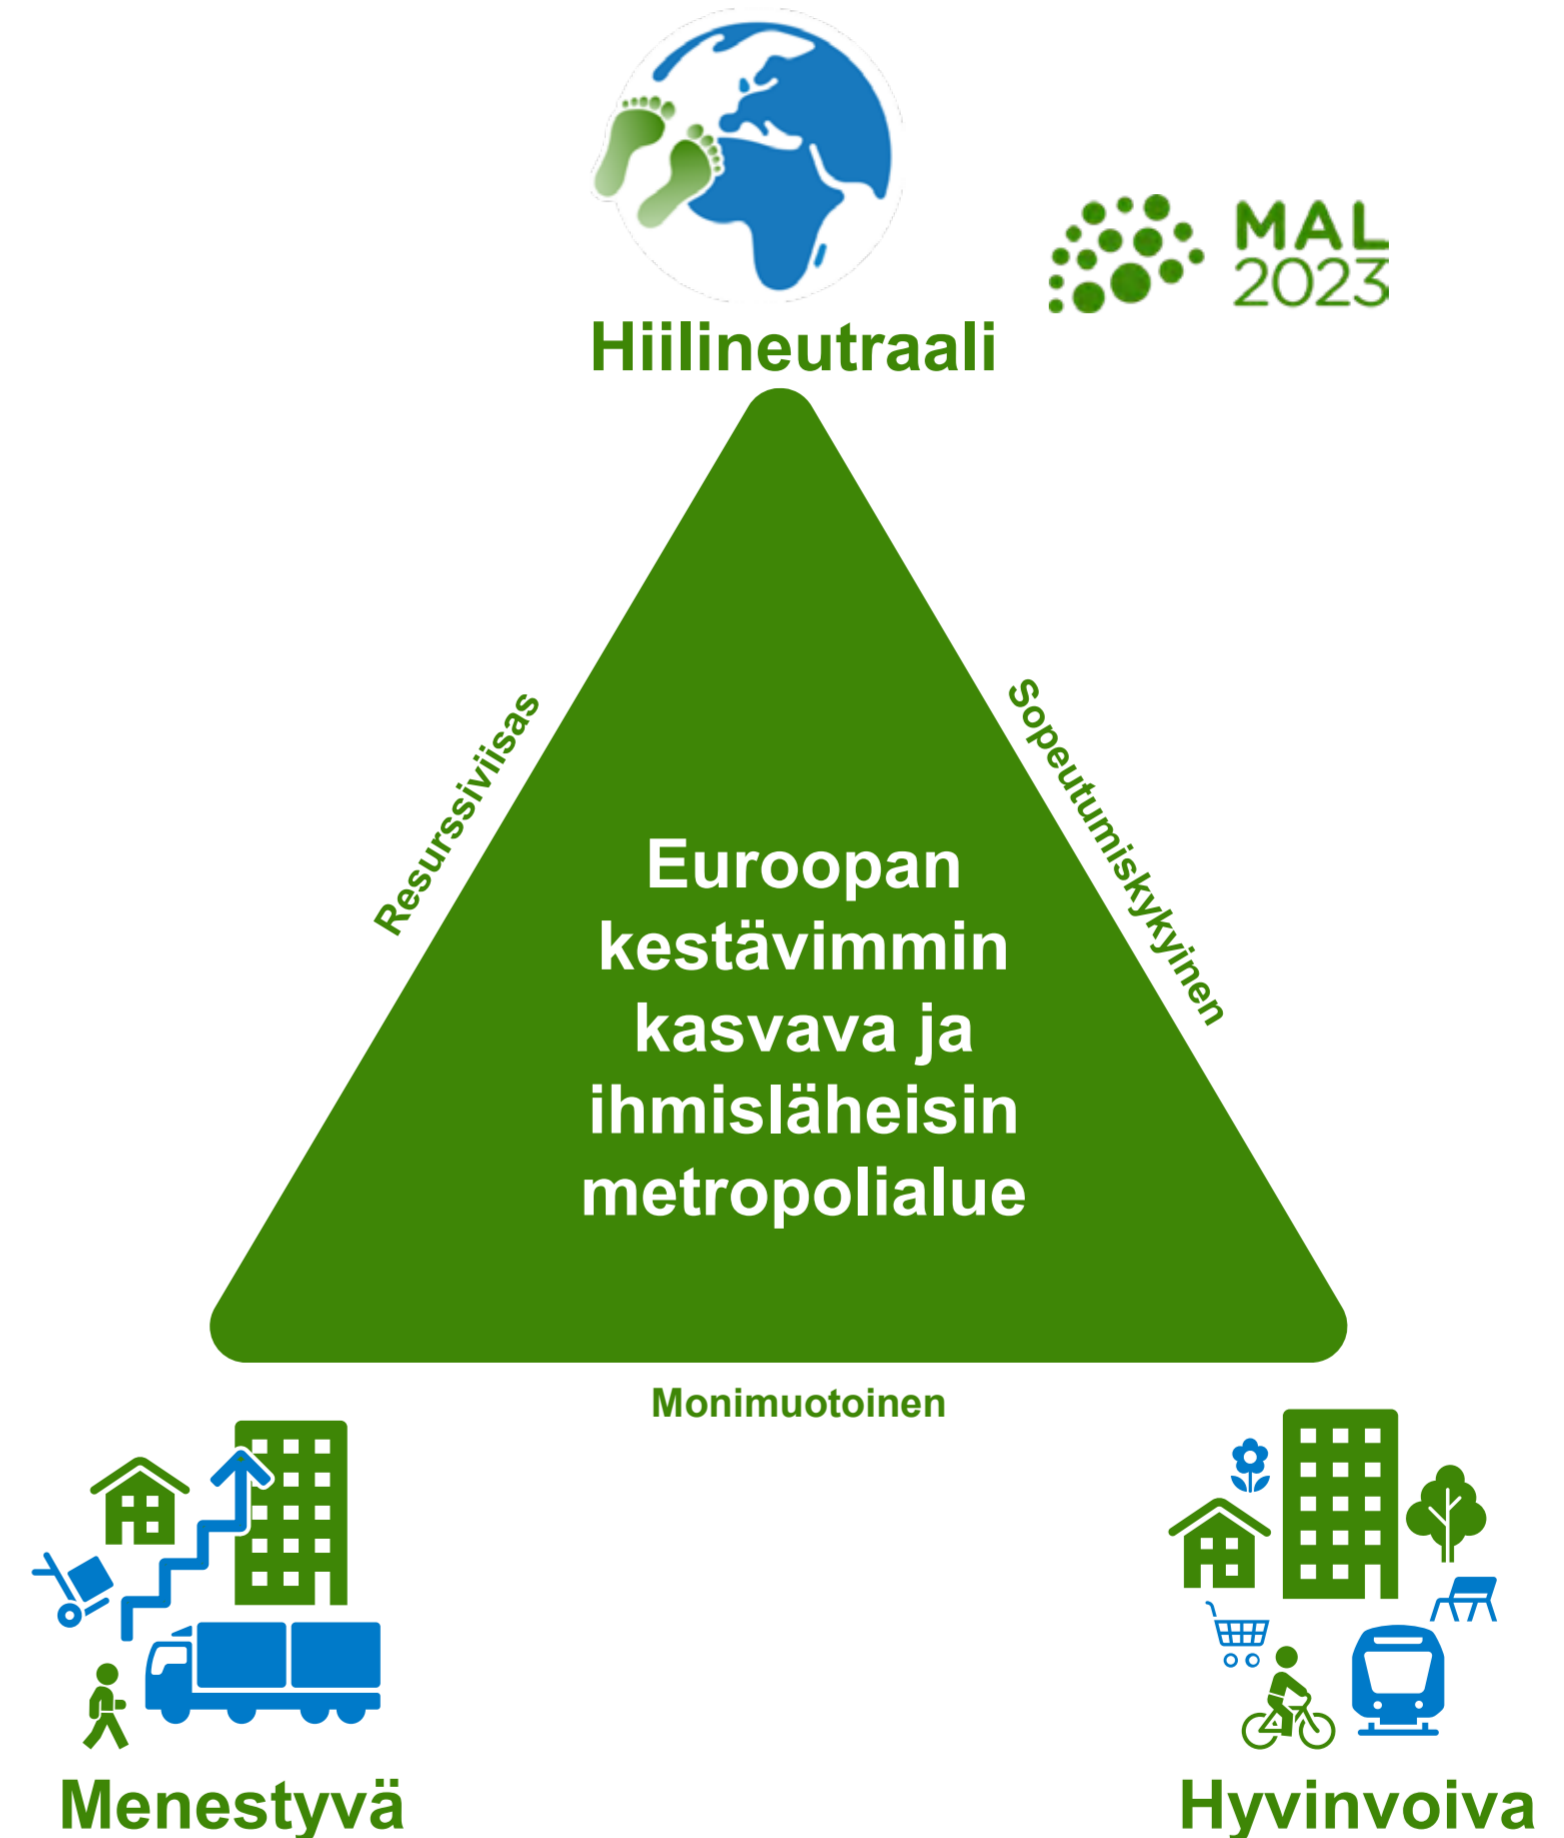 MAL
2023
Hiilineutraali
Resurssiviisas
Sopeutumiskykyinen
Euroopan
kestävimmin
kasvava ja
ihmisläheisin
metropolialue
Monimuotoinen
Menestyvä
Hyvinvoiva